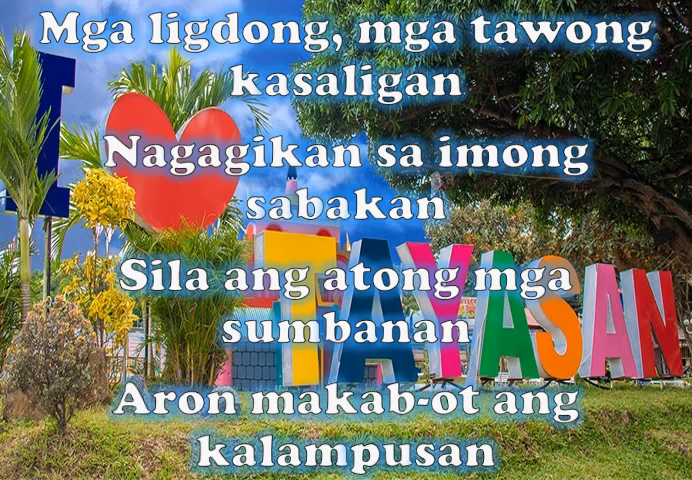 Mga ligdong, mga tawong
kasaligan
Nagagikan sa imong
sabakan
Sila ang atong mga
sumbanan
Aron makab-ot ang
kalampusan
I
TAYASAN